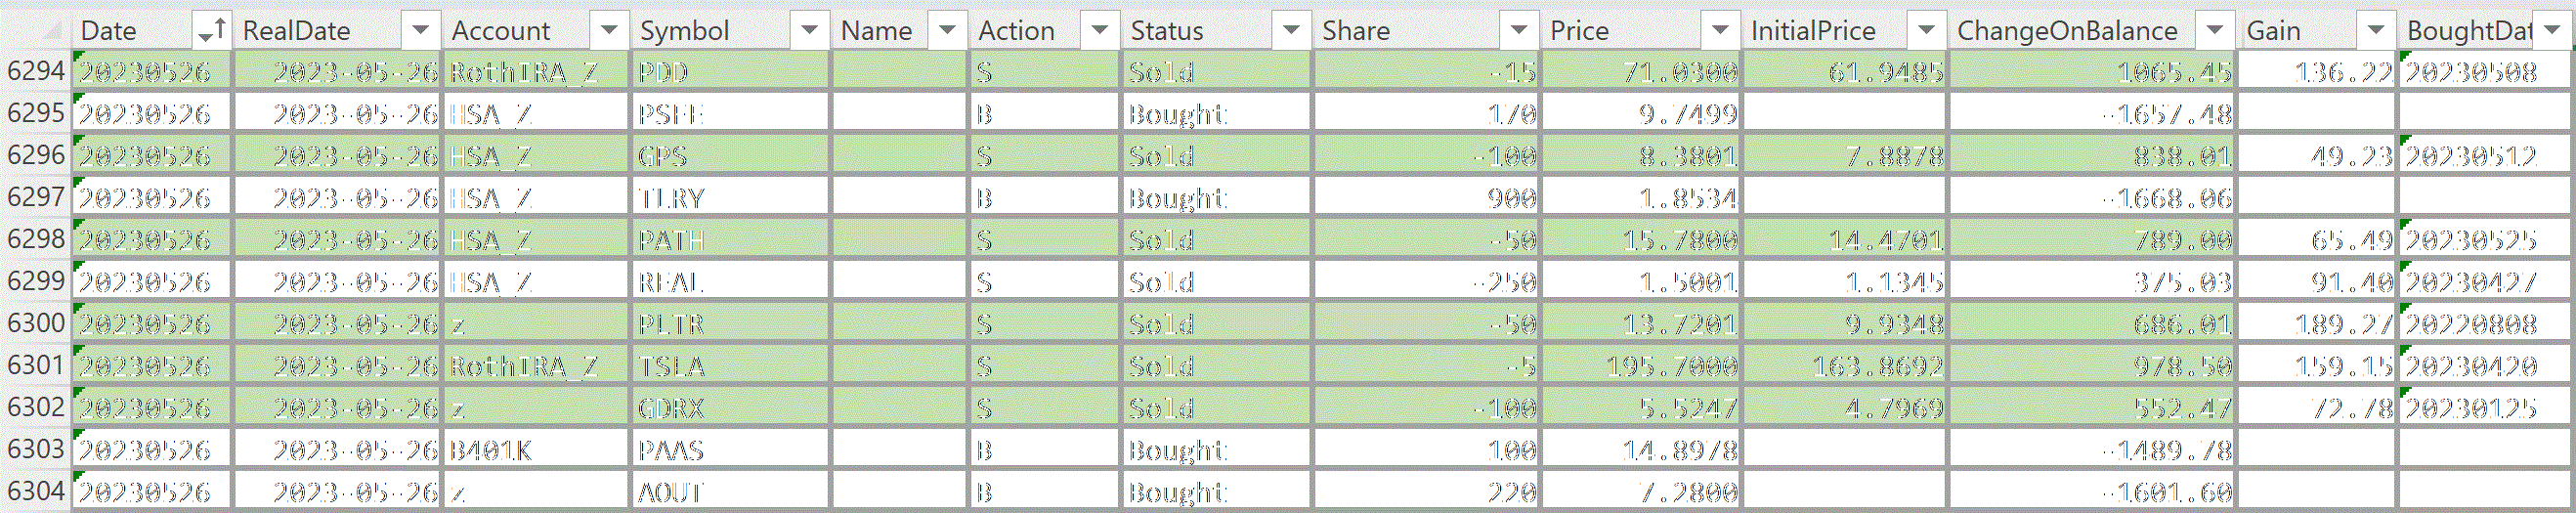 Date RealDate Account Symbol Name Action Status Share Price InitialPrice ChangeOnBalance Gain BoughtDat
6294 20230526 2023-05-26 RothIRA_Z PDD S Sold -15 71.0300 61.9485 1065.45 136.22 20230508
6295 20230526 2023-05-26 HSA_Z PSFE B Bought 170 9.7499 -1657.48
6296 20230526 2023-05-26 HSA_Z GPS S Sold -100 8.3801 7.8878 838.01 49.23 20230512
6297 20230526 2023-05-26 HSA_Z TLRY B Bought 900 1.8534 -1668.06
6298 20230526 2023-05-26 HSA_Z PATH S Sold -50 15.7800 14.4701 789.00 65.49 20230525
6299 20230526 2023-05-26 HSA_Z REAL S Sold -250 1.5001 1.1345 375.03 91.40 20230427
6300 20230526 2023-05-26 z PLTR S Sold -50 13.7201 9.9348 686.01 189.27 20220808
6301 20230526 2023-05-26 RothIRA_Z TSLA S Sold -5 195.7000 163.8692 978.50 159.15 20230420
6302 20230526 2023-05-26 z GDRX S Sold -100 5.5247 4.7969 552.47 72.78 20230125
6303 20230526 2023-05-26 B401K PAAS B Bought 100 14.8978 -1489.78
6304 20230526 2023-05-26 z AOUT B Bought 220 7.2800 -1601.60